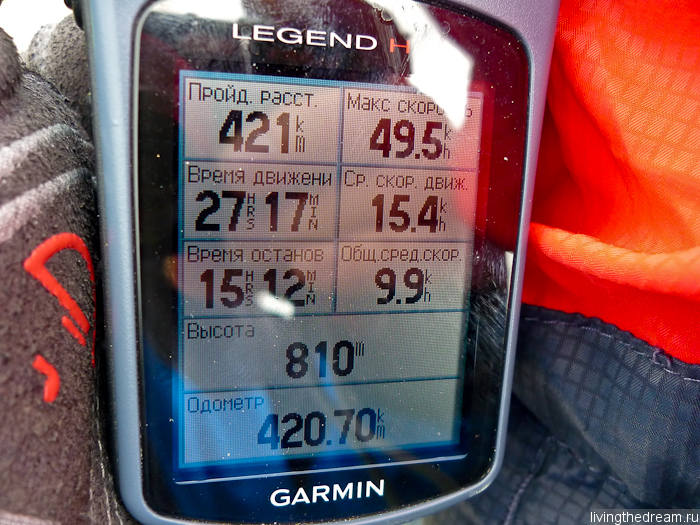 LEGEND H
Пройд. расст.
421 km
Макс
49.5 kh
Время движени
27 HRS 17 MIN
Ср. скор. движ.
15.4 kh
Время останов
15 HRS 12 MIN
Общ.сред.скор.
9.9 kh
Высота
810 m
Одометр
420.70 km
GARMIN
livingthedream.ru